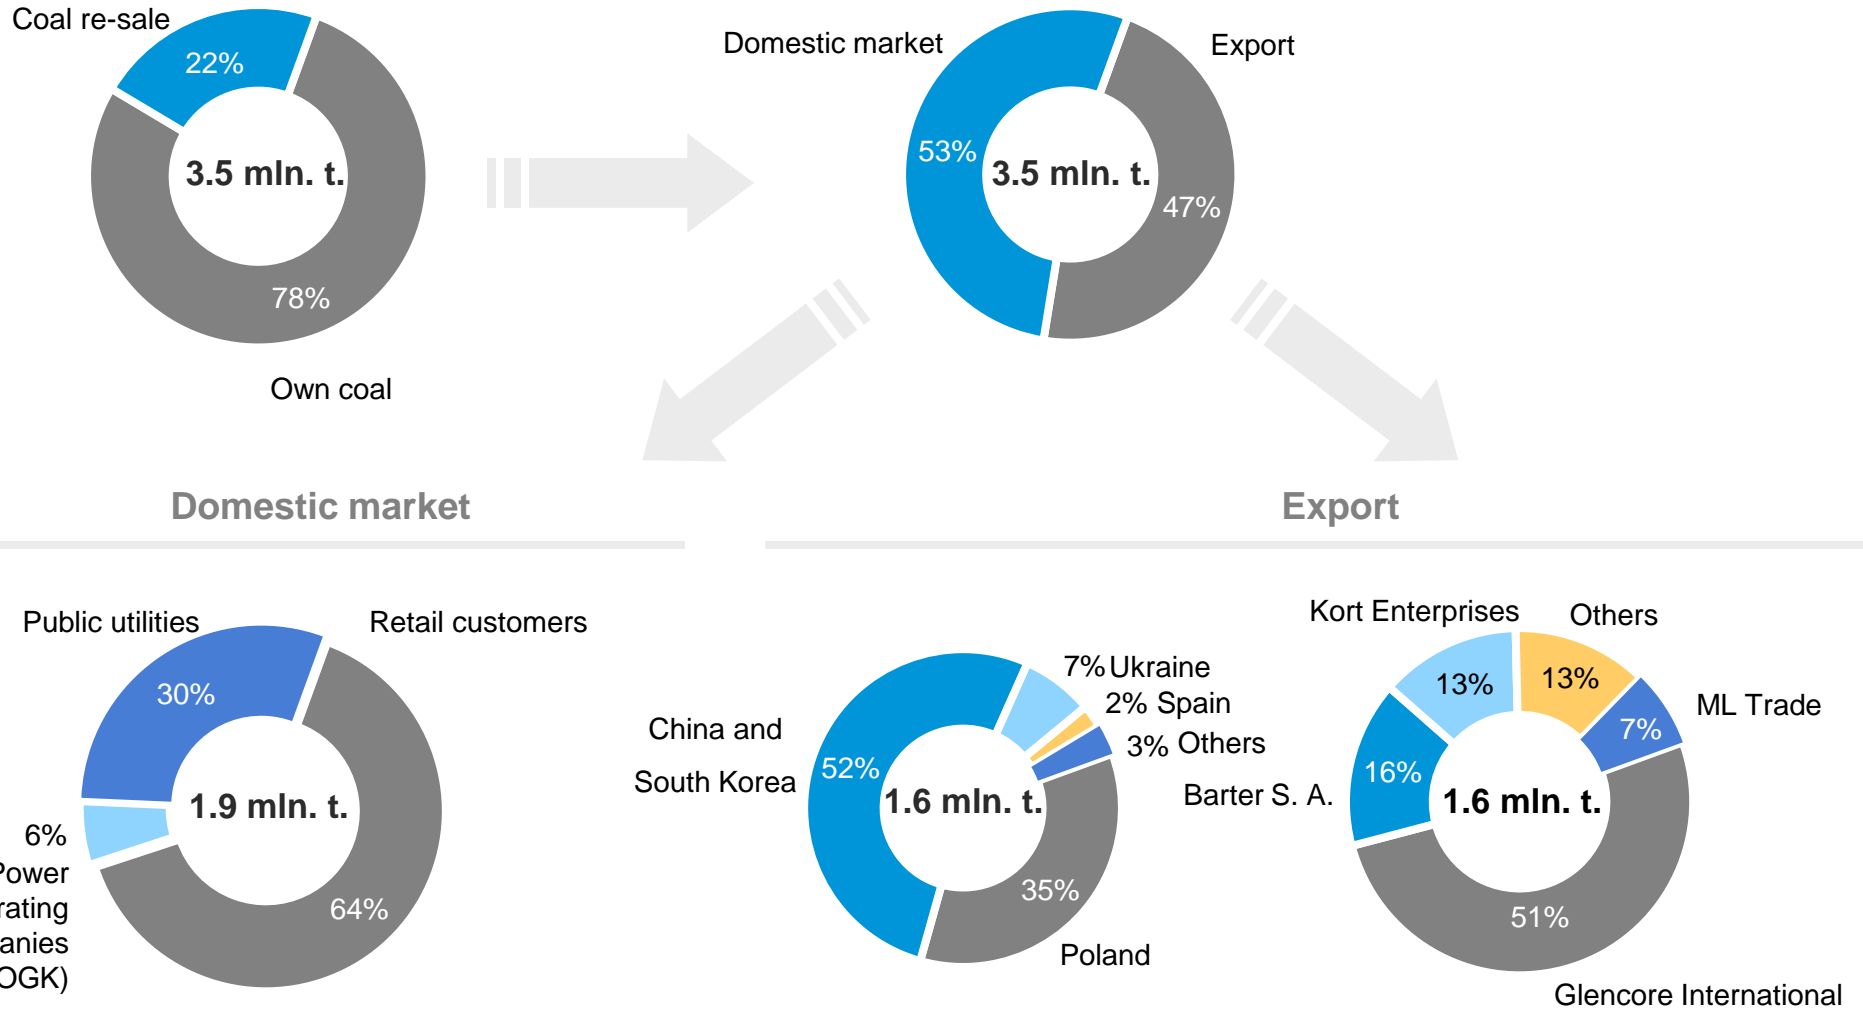 Coal re-sale
22%
3.5 mln. t.
78%
Own coal
Domestic market
Export
53%
3.5 mln. t.
47%
Domestic market
Export
Public utilities
Retail customers
30%
1.9 mln. t.
6%
64%
OGK)
7% Ukraine
2% Spain
3% Others
China and
South Korea
52%
1.6 mln. t.
35%
Poland
Kort Enterprises
Others
13%
13%
ML Trade
7%
16%
Barter S. A.
1.6 mln. t.
51%
Glencore International